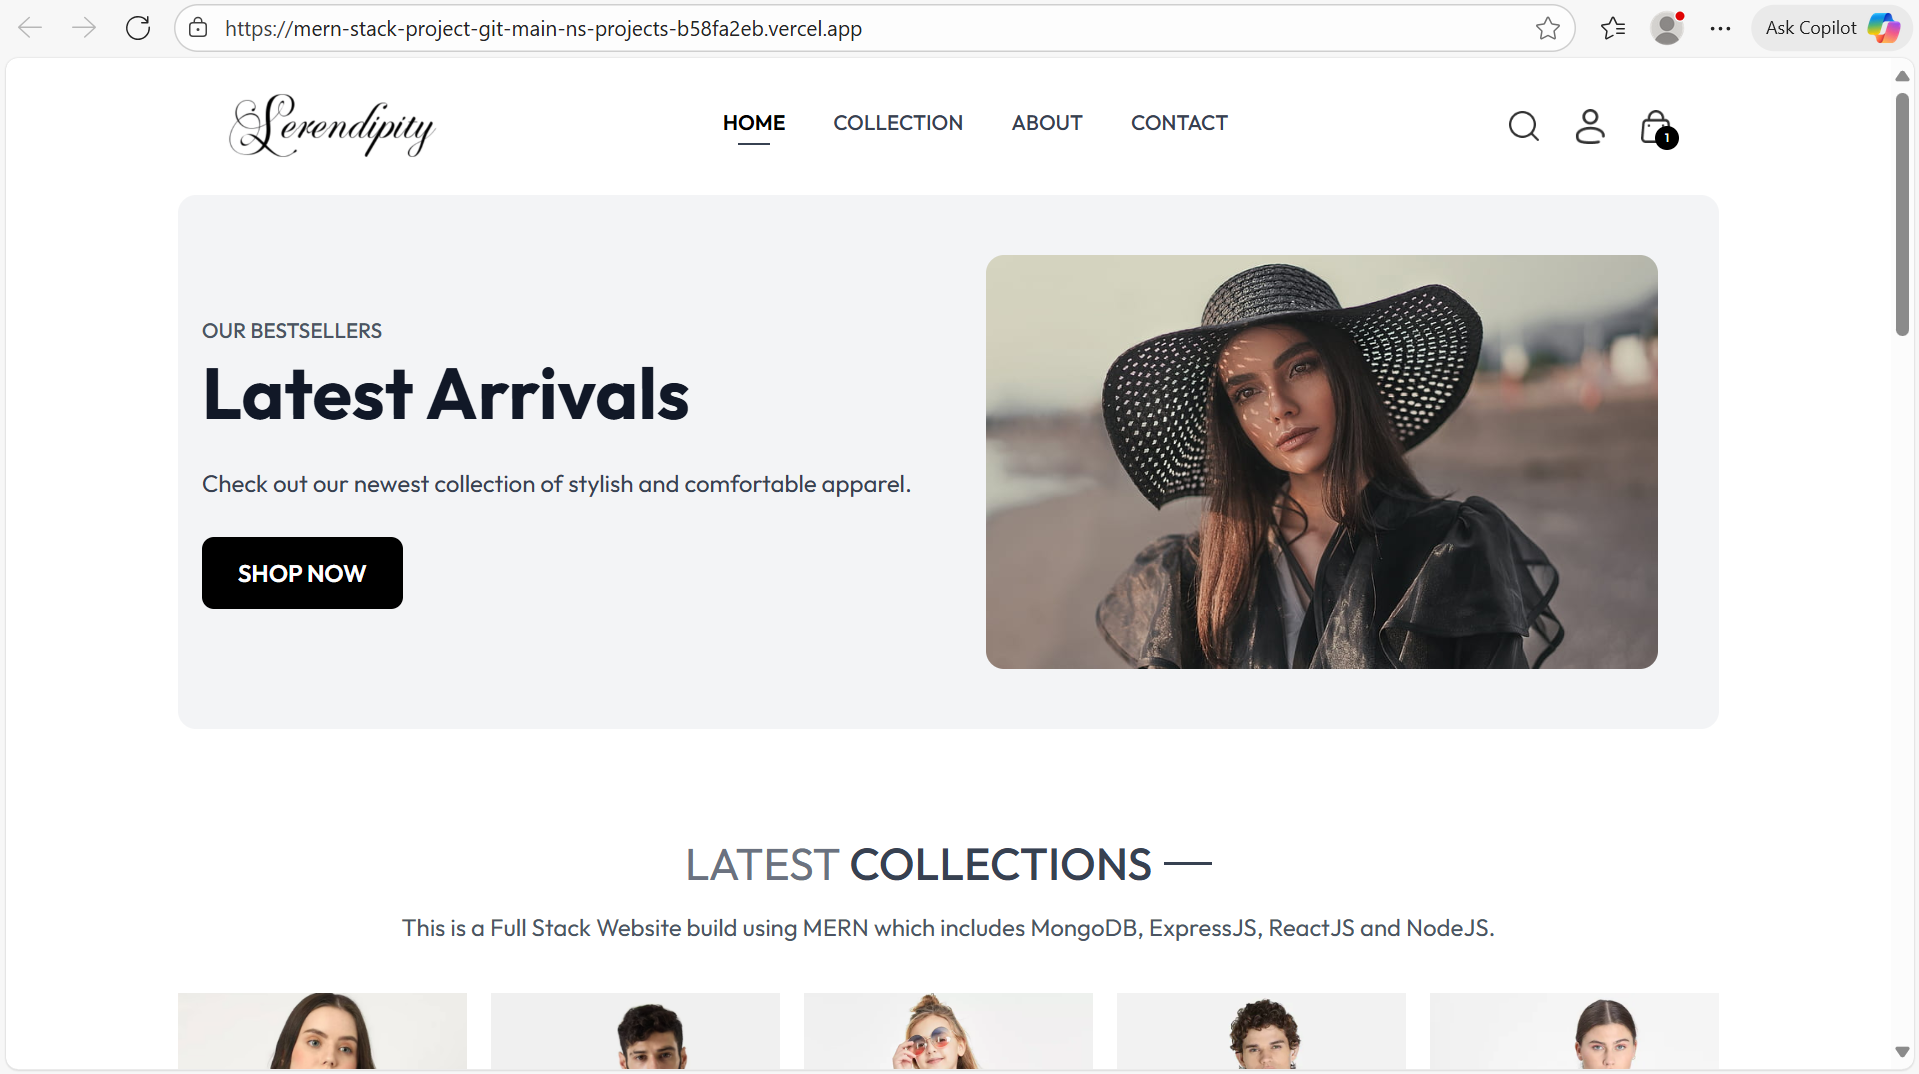 https://mern-stack-project-git-main-ns-projects-b58fa2eb.vercel.app
Ask Copilot
Serendipity
HOME COLLECTION ABOUT CONTACT
1
OUR BESTSELLERS
Latest Arrivals
Check out our newest collection of stylish and comfortable apparel.
SHOP NOW
LATEST COLLECTIONS
This is a Full Stack Website build using MERN which includes MongoDB, ExpressJS, ReactJS and NodeJS.